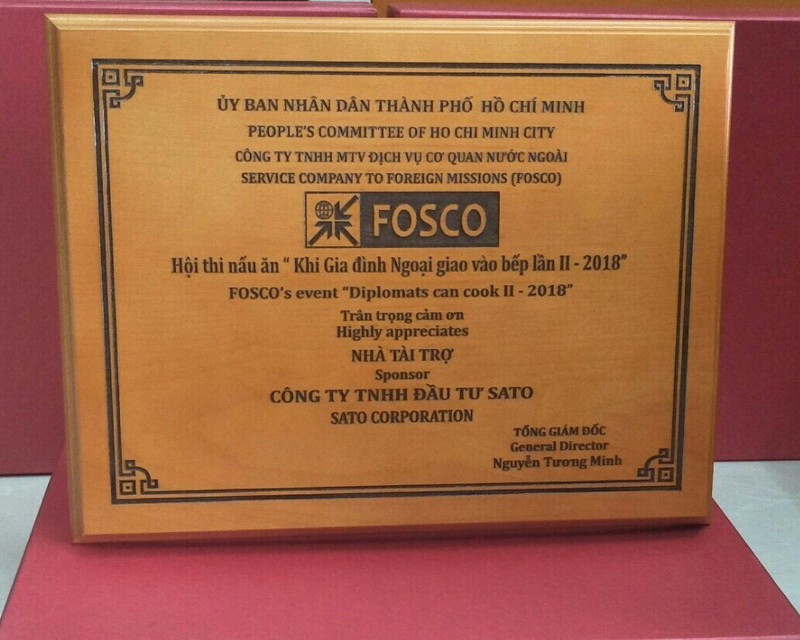 ỦY BAN NHÂN DÂN THÀNH PHỐ HỒ CHÍ MINH
PEOPLE'S COMMITTEE OF HO CHI MINH CITY
CÔNG TY TNHH MTV DỊCH VỤ CƠ QUAN NƯỚC NGOÀI
SERVICE COMPANY TO FOREIGN MISSIONS (FOSCO)
FOSCO
Hội thi nấu ăn “ Khi Gia đình Ngoại giao vào bếp lần II - 2018”
FOSCO's event “Diplomats can cook II - 2018”
Trân trọng cảm ơn
Highly appreciates
NHÀ TÀI TRỢ
Sponsor
CÔNG TY TNHH ĐẦU TƯ SATO
SATO CORPORATION
TỔNG GIÁM ĐỐC
General Director
Nguyễn Tương Minh